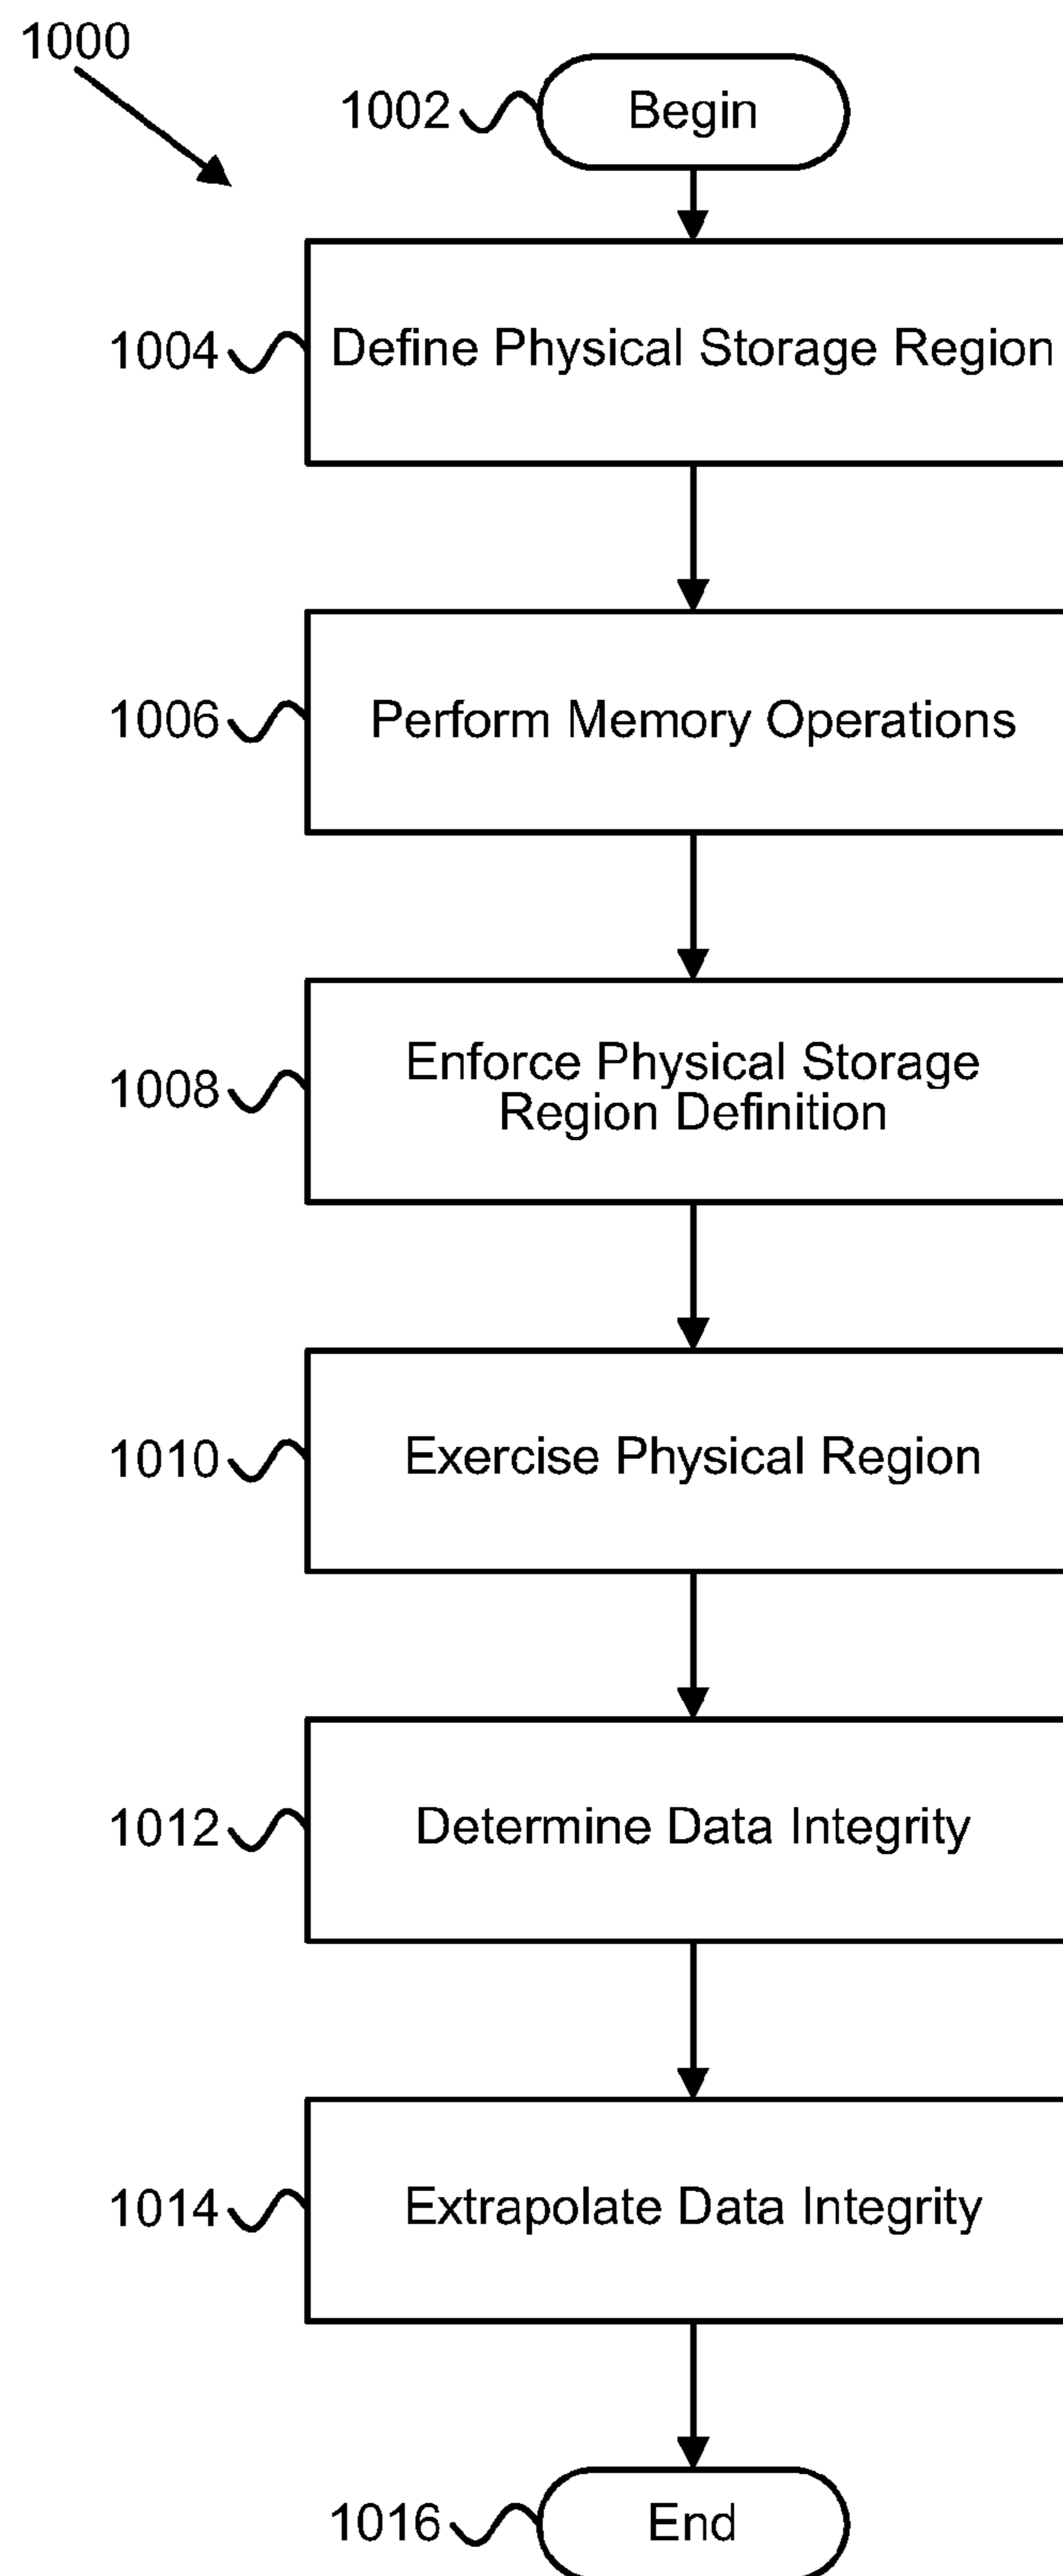 1000
1002
Begin
1004
Define Physical Storage Region
1006
Perform Memory Operations
1008
Enforce Physical Storage
Region Definition
1010
Exercise Physical Region
1012
Determine Data Integrity
1014
Extrapolate Data Integrity
1016
End